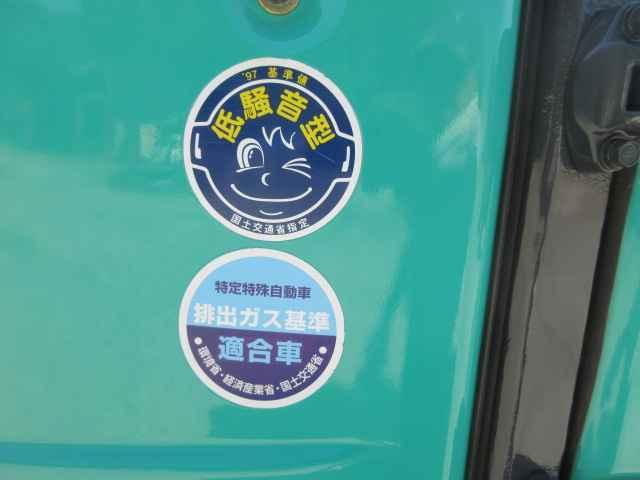 '97 基準値
低騒音型
国土交通省指定
特定特殊自動車
排出ガス基準
適合車
●環境省・経済産業省・国土交通省●